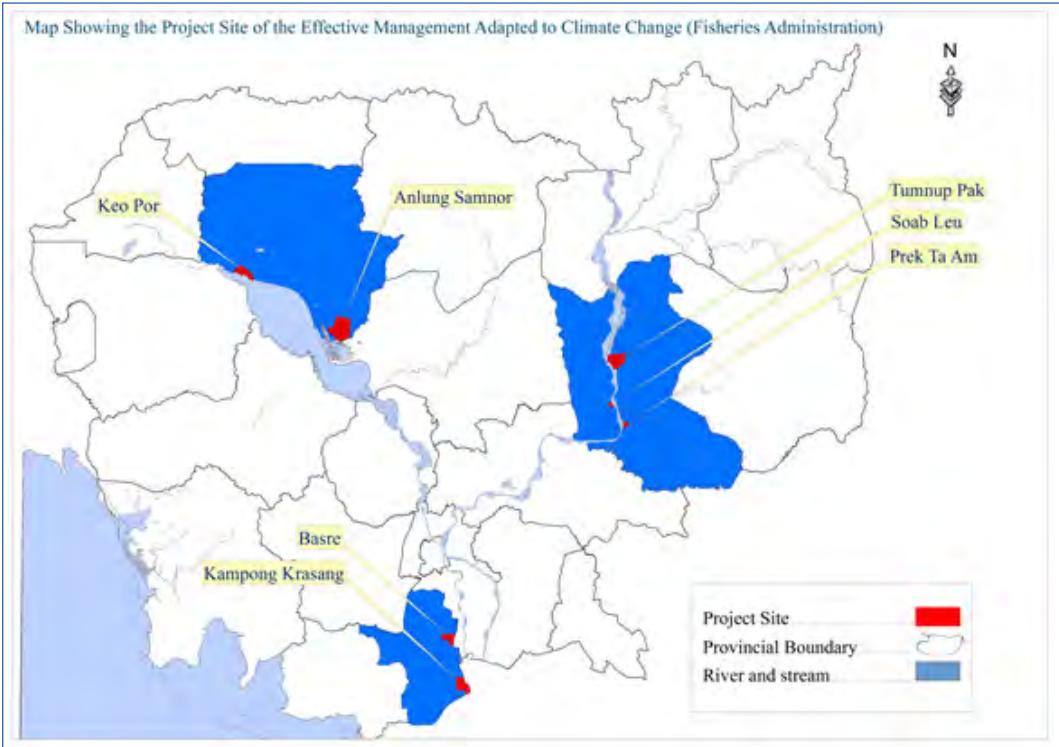 Map Showing the Project Site of the Effective Management Adapted to Climate Change (Fisheries Administration)
N
Keo Por
Anlung Samnor
Tumnup Pak
Soab Leu
Prek Ta Am
Basre
Kampong Krasang
Project Site
Provincial Boundary
River and stream